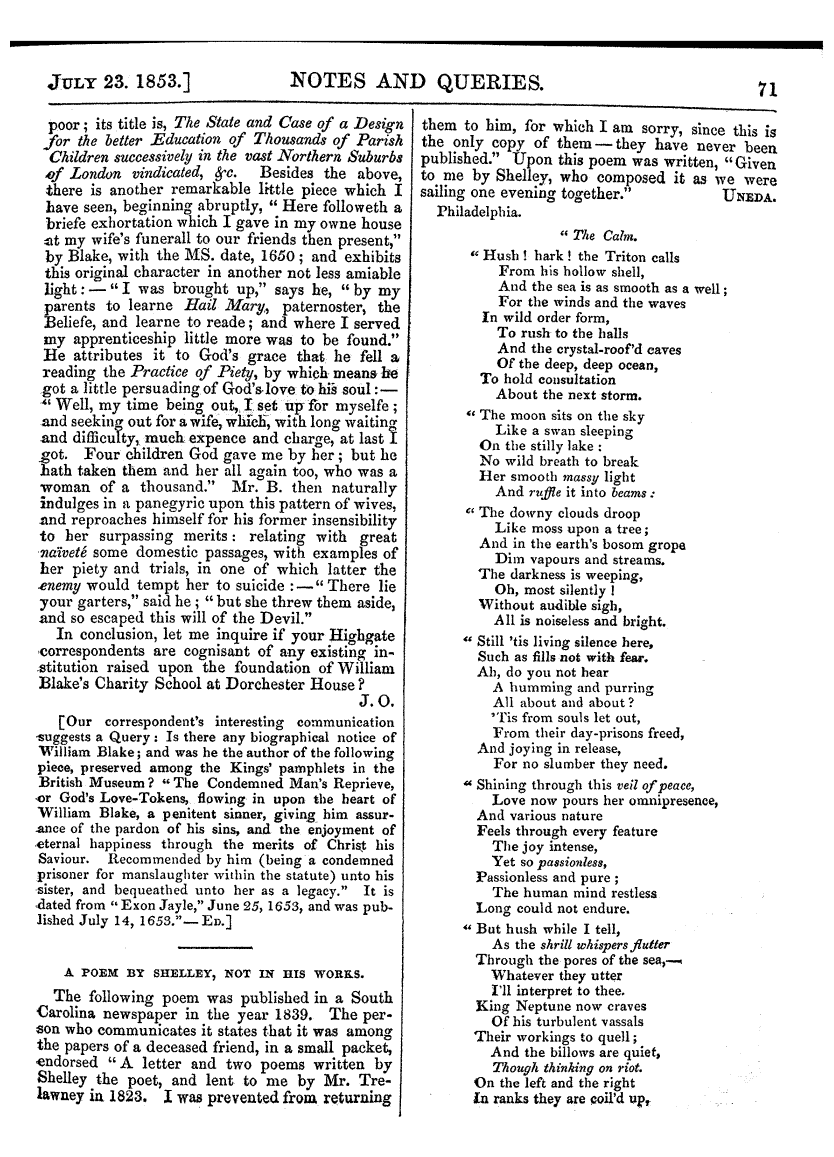 JULY 23. 1853.] NOTES AND QUERIES. 71
poor; its title is, The State and Case of a Design
for the better Education of Thousands of Parish
Children successively in the vast Northern Suburbs
of London vindicated, &c. Besides the above,
there is another remarkable little piece which I
have seen, beginning abruptly, “ Here followeth a
briefe exhortation which I gave in my owne house
at my wife's funerall to our friends then present,”
by Blake, with the MS. date, 1650; and exhibits
this original character in another not less amiable
light: — “ I was brought up,” says he, “ by my
parents to learne Hail Mary, paternoster, the
Beliefe, and learne to reade; and where I served
my apprenticeship little more was to be found.”
He attributes it to God's grace that he fell a
reading the Practice of Piety, by which means he
got a little persuading of God's love to his soul: —
“ Well, my time being out, I set up for myselfe;
and seeking out for a wife, which, with long waiting
and difficulty, much expence and charge, at last I
got. Four children God gave me by her; but he
hath taken them and her all again too, who was a
woman of a thousand.” Mr. B. then naturally
indulges in a panegyric upon this pattern of wives,
and reproaches himself for his former insensibility
to her surpassing merits: relating with great
naïveté some domestic passages, with examples of
her piety and trials, in one of which latter the
enemy would tempt her to suicide : — “ There lie
your garters,” said he; “ but she threw them aside,
and so escaped this will of the Devil.”
In conclusion, let me inquire if your Highgate
correspondents are cognisant of any existing in-
stitution raised upon the foundation of William
Blake's Charity School at Dorchester House?
J. O.
[Our correspondent's interesting communication
suggests a Query: Is there any biographical notice of
William Blake; and was he the author of the following
piece, preserved among the Kings' pamphlets in the
British Museum? “ The Condemned Man's Reprieve,
or God's Love-Tokens, flowing in upon the heart of
William Blake, a penitent sinner, giving him assur-
ance of the pardon of his sins, and the enjoyment of
eternal happiness through the merits of Christ his
Saviour. Recommended by him (being a condemned
prisoner for manslaughter within the statute) unto his
sister, and bequeathed unto her as a legacy.” It is
dated from “ Exon Jayle,” June 25, 1653, and was pub-
lished July 14, 1653.”— ED.]
A POEM BY SHELLEY, NOT IN HIS WORKS.
The following poem was published in a South
Carolina newspaper in the year 1839. The per-
son who communicates it states that it was among
the papers of a deceased friend, in a small packet,
endorsed “ A letter and two poems written by
Shelley the poet, and lent to me by Mr. Tre-
lawney in 1823. I was prevented from returning
them to him, for which I am sorry, since this is
the only copy of them — they have never been
published.” Upon this poem was written, “ Given
to me by Shelley, who composed it as we were
sailing one evening together.” UNEDA.
Philadelphia.
“ The Calm.
“ Hush! hark! the Triton calls
From his hollow shell,
And the sea is as smooth as a well;
For the winds and the waves
In wild order form,
To rush to the halls
And the crystal-roof'd caves
Of the deep, deep ocean,
To hold consultation
About the next storm.
“ The moon sits on the sky
Like a swan sleeping
On the stilly lake :
No wild breath to break
Her smooth massy light
And ruffle it into beams :
“ The downy clouds droop
Like moss upon a tree;
And in the earth's bosom grope
Dim vapours and streams.
The darkness is weeping,
Oh, most silently!
Without audible sigh,
All is noiseless and bright.
“ Still 'tis living silence here,
Such as fills not with fear.
Ah, do you not hear
A humming and purring
All about and about?
'Tis from souls let out,
From their day-prisons freed,
And joying in release,
For no slumber they need.
“ Shining through this veil of peace,
Love now pours her omnipresence,
And various nature
Feels through every feature
The joy intense,
Yet so passionless,
Passionless and pure;
The human mind restless
Long could not endure.
“ But hush while I tell,
As the shrill whispers flutter
Through the pores of the sea,—
Whatever they utter
I'll interpret to thee.
King Neptune now craves
Of his turbulent vassals
Their workings to quell;
And the billows are quiet,
Though thinking on riot.
On the left and the right
In ranks they are coil'd up,